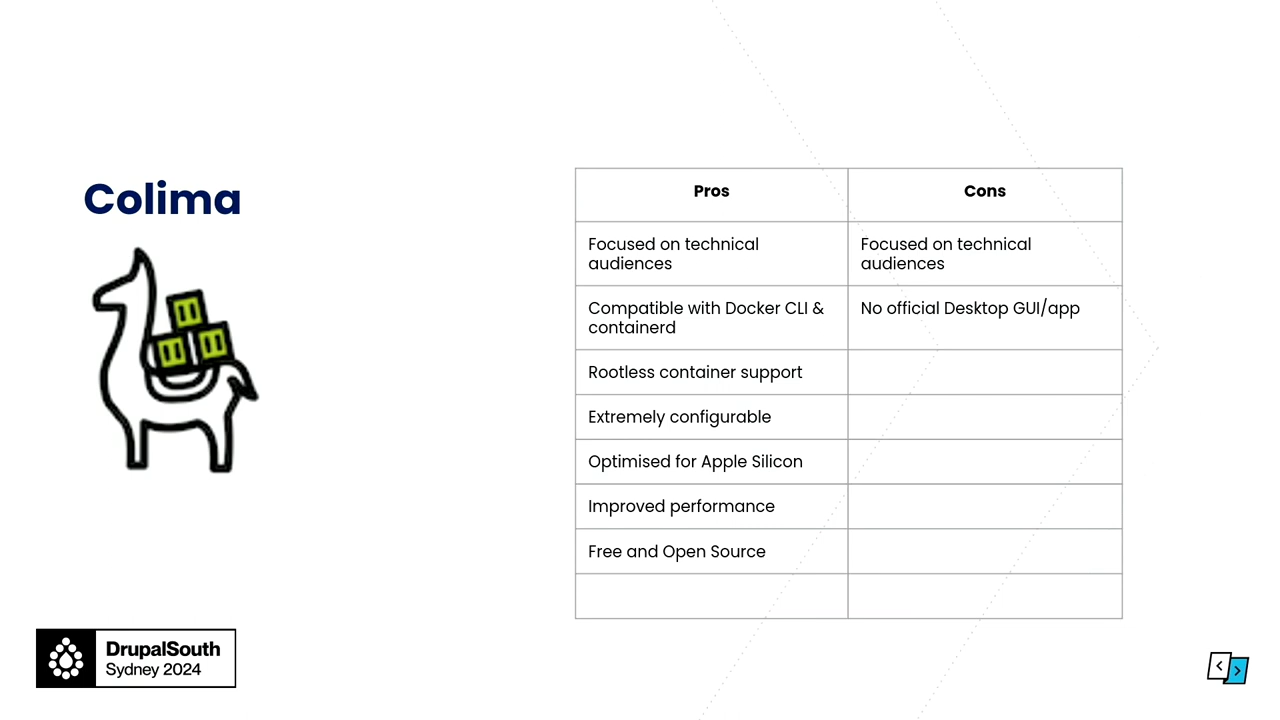 Colima
Pros
Cons
Focused on technical
audiences
Focused on technical
audiences
Compatible with Docker CLI &
containerd
No official Desktop GUI/app
Rootless container support
Extremely configurable
Optimised for Apple Silicon
Improved performance
Free and Open Source
DrupalSouth
Sydney 2024